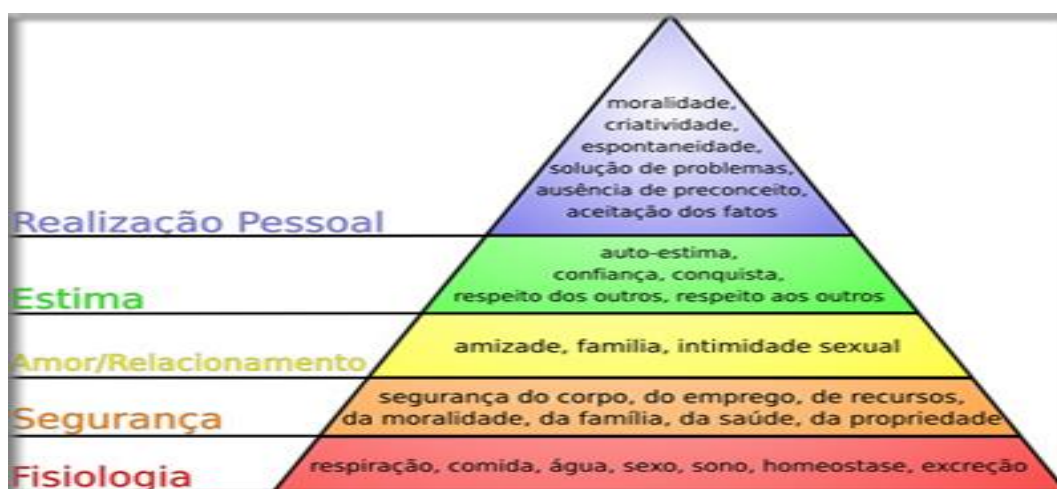 moralidade,
criatividade,
espontaneidade,
solução de problemas,
ausência de preconceito,
aceitação dos fatos
Realização Pessoal
auto-estima,
confiança, conquista,
respeito dos outros, respeito aos outros
Estima
amizade, familia, intimidade sexual
Amor/Relacionamento
segurança do corpo, do emprego, de recursos,
da moralidade, da família, da saúde, da propriedade
Segurança
respiração, comida, água, sexo, sono, homeostase, excreção
Fisiologia